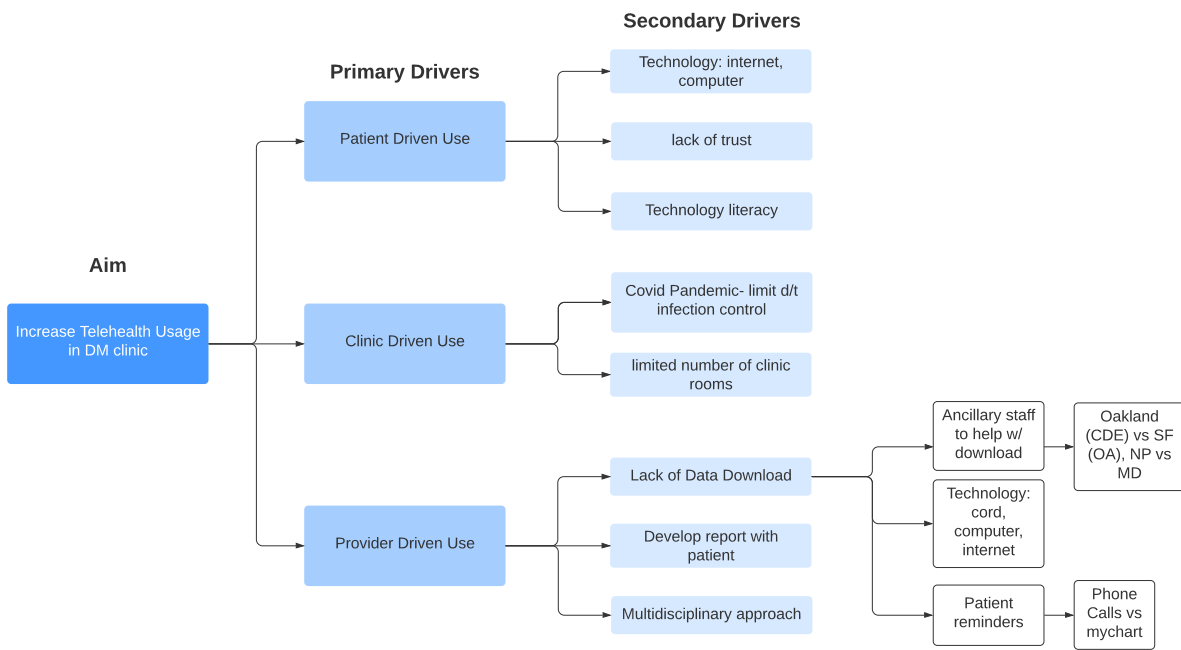 Secondary Drivers
Primary Drivers
Aim
Increase Telehealth Usage
in DM clinic
Patient Driven Use
Technology: internet,
computer
lack of trust
Technology literacy
Clinic Driven Use
Covid Pandemic- limit d/t
infection control
limited number of clinic
rooms
Provider Driven Use
Lack of Data Download
Develop report with
patient
Multidisciplinary approach
Ancillary staff
to help w/
download
Oakland
(CDE) vs SF
(OA), NP vs
MD
Technology:
cord,
computer,
internet
Patient
reminders
Phone
Calls vs
mychart